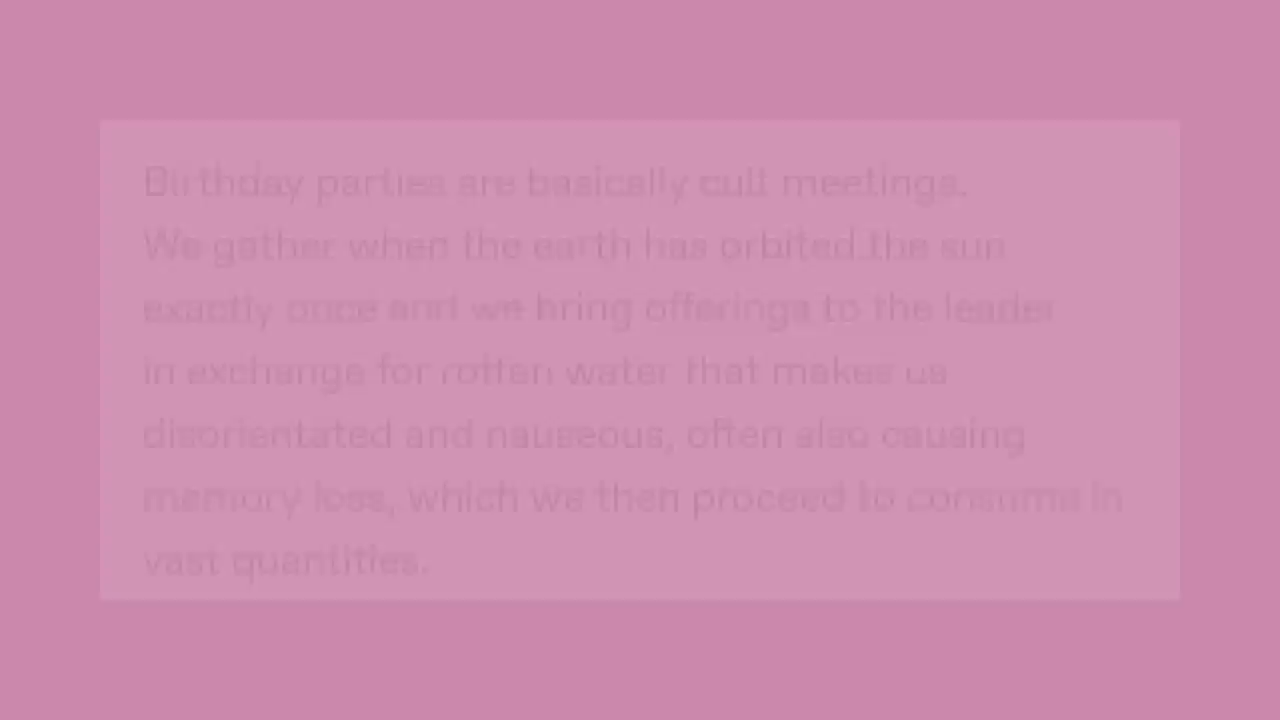 Birthday parties are basically cult meetings.
We gather when the earth has orbited the sun
exactly once and we bring offerings to the leader
in exchange for rotten water that makes us
disorientated and nauseous, often also causing
memory loss, which we then proceed to consume in
vast quantities.